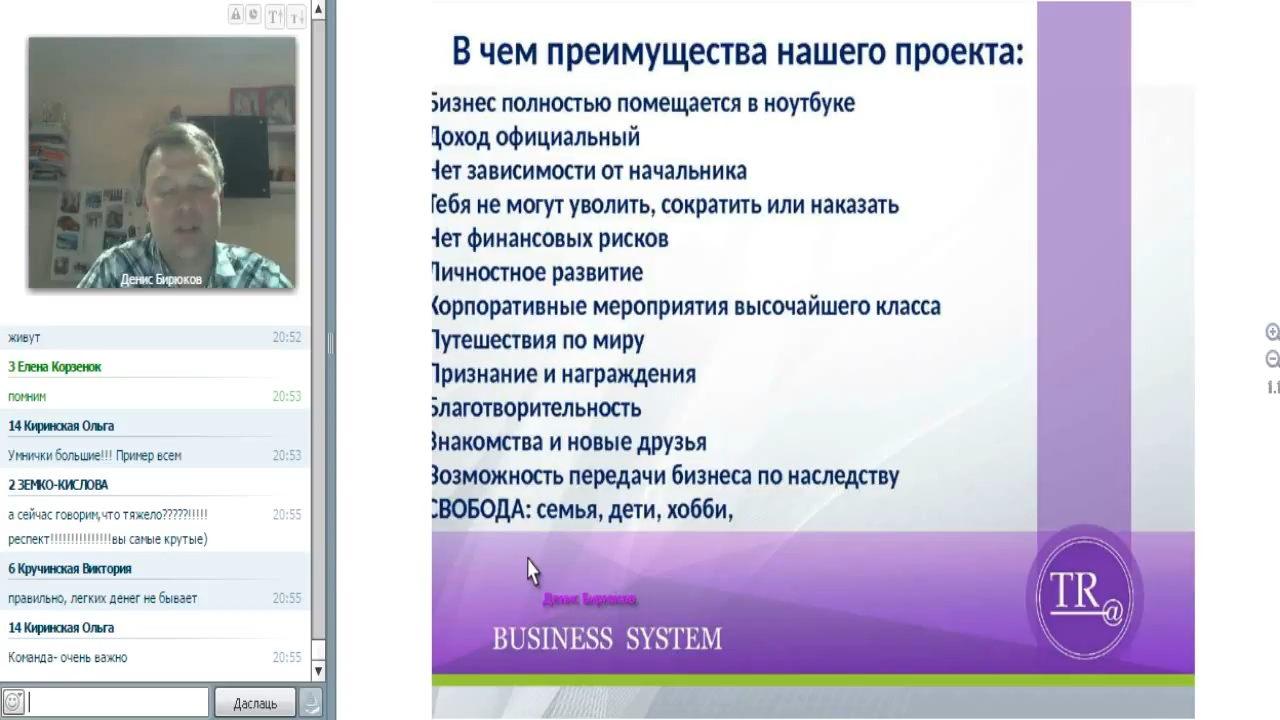 Денис Бирюков
живут 20:52
3 Елена Корзенок
помним 20:53
14 Киринская Ольга
Умнички большие!!! Пример всем 20:53
2 ЗЕМКО-КИСЛОВА
а сейчас говорим,что тяжело?????!!!!! 20:55
респект!!!!!!!!!!!!!!!вы самые крутые)
6 Кручинская Виктория
правильно, легких денег не бывает 20:55
14 Киринская Ольга
Команда- очень важно 20:55
Даслаць
В чем преимущества нашего проекта:
Бизнес полностью помещается в ноутбуке
Доход официальный
Нет зависимости от начальника
Тебя не могут уволить, сократить или наказать
Нет финансовых рисков
Личностное развитие
Корпоративные мероприятия высочайшего класса
Путешествия по миру
Признание и награждения
Благотворительность
Знакомства и новые друзья
Возможность передачи бизнеса по наследству
СВОБОДА: семья, дети, хобби,
Денис Бирюков
BUSINESS SYSTEM
TR@